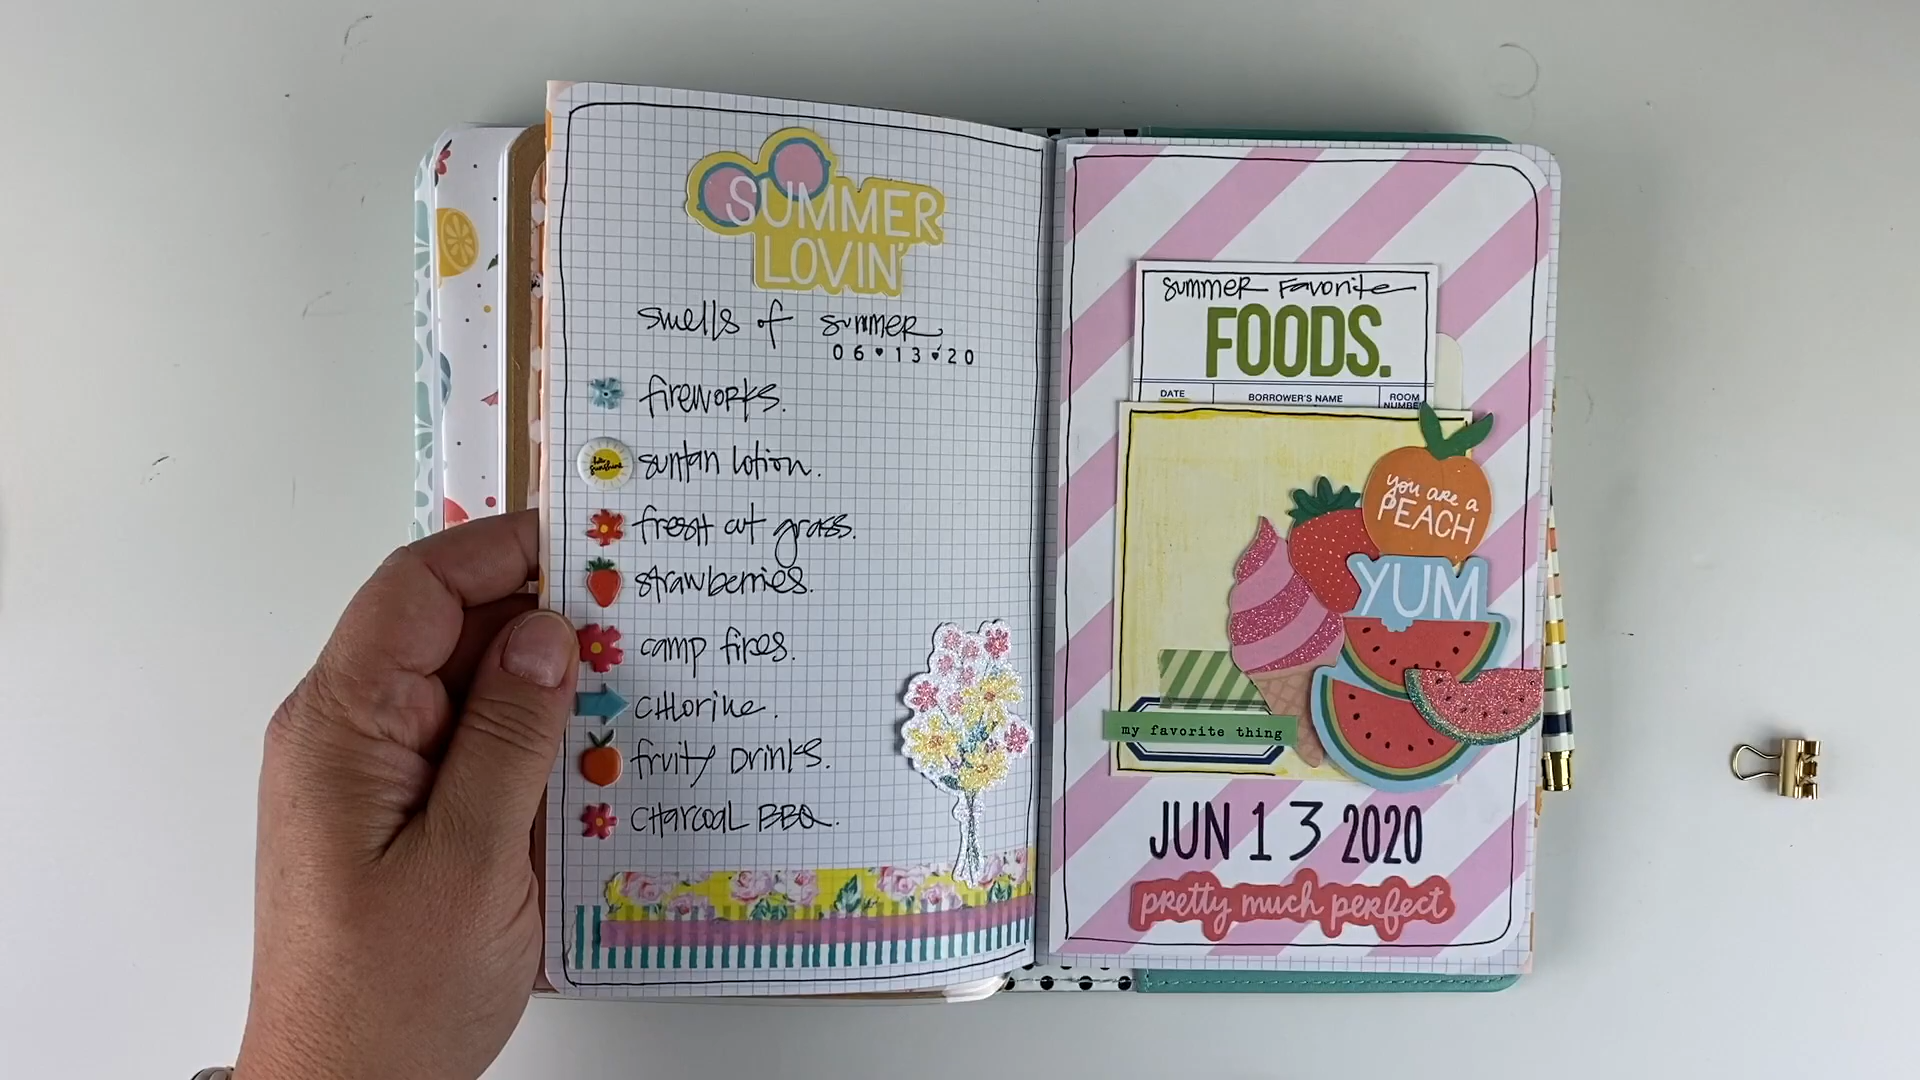 SUMMER
LOVIN'
smells of summer
06♥13♥20
fireworks.
suntan lotion.
fresh cut grass.
strawberries.
camp fires.
CHlorine.
fruity Drinks.
CHarcoal BBQ.
summer Favorite
FOODS.
DATE
BORROWER'S NAME
ROOM NUMBER
you are a
PEACH
YUM
my favorite thing
JUN 13 2020
pretty much perfect